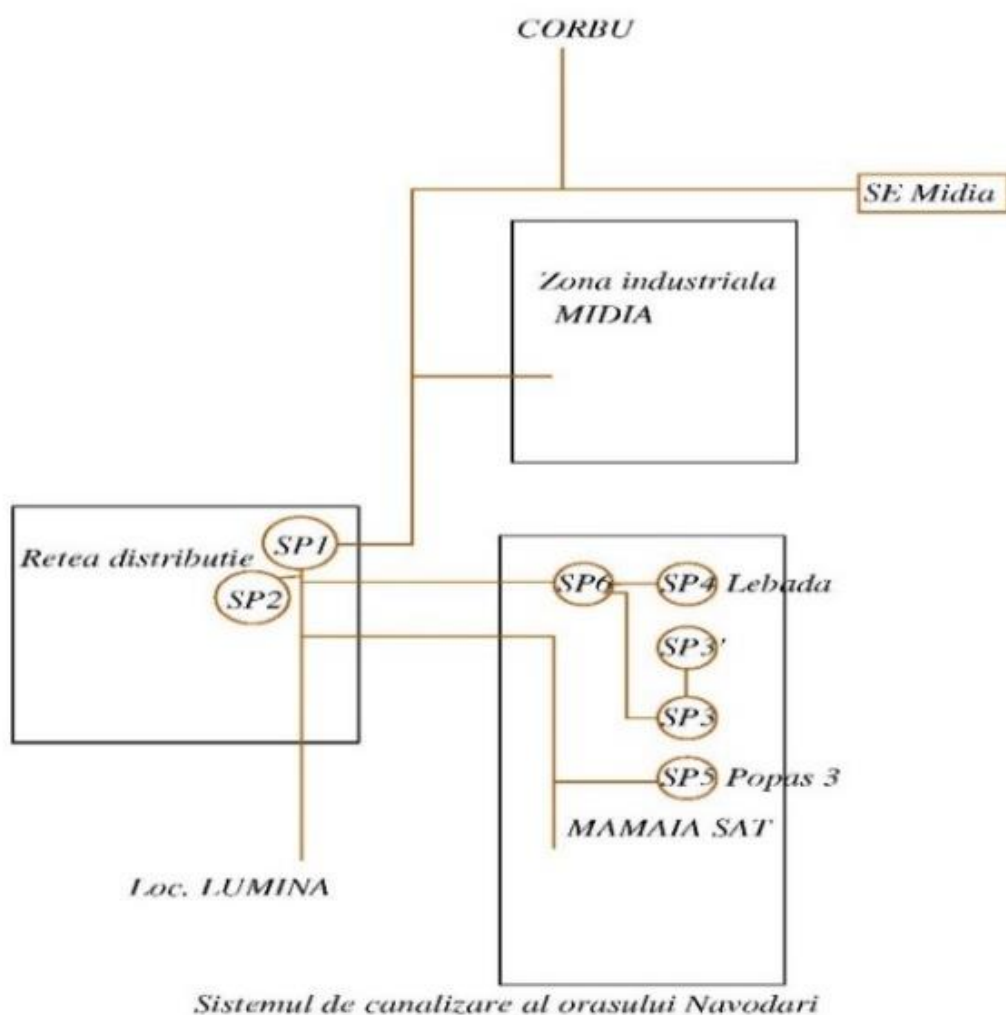 CORBU
SE Midia
Zona industriala
MIDIA
SP1
Retea distributie
SP2
SP6
SP4 Lebada
SP3'
SP3
SP5 Popas 3
MAMAIA SAT
Loc. LUMINA
Sistemul de canalizare al orasului Navodari